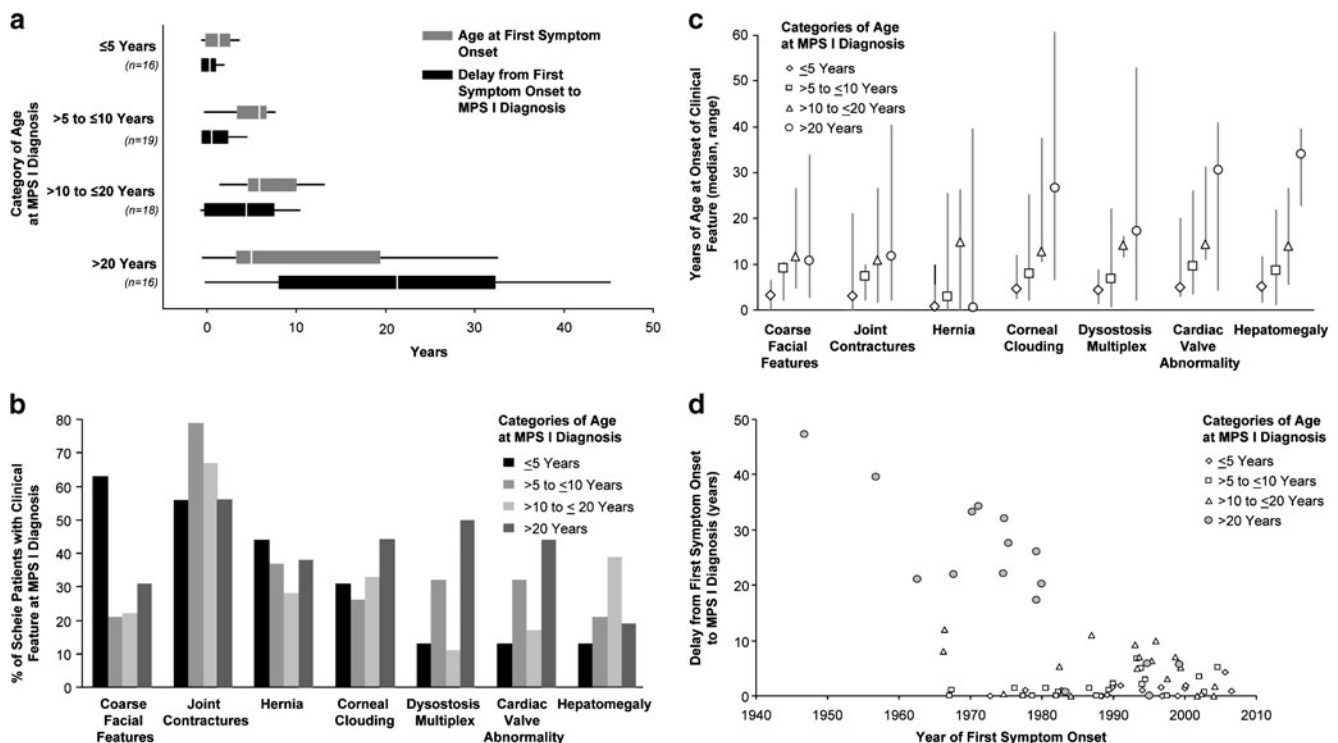 a
Age at First Symptom
Onset
Delay from First
Symptom Onset to
MPS I Diagnosis
Category of Age
at MPS I Diagnosis
≤5 Years
(n=16)
>5 to ≤10 Years
(n=19)
>10 to ≤20 Years
(n=18)
>20 Years
(n=16)
0 10 20 30 40 50
Years
b
Categories of Age
at MPS I Diagnosis
≤5 Years
>5 to ≤10 Years
>10 to ≤ 20 Years
>20 Years
% of Scheie Patients with Clinical
Feature at MPS I Diagnosis
80
70
60
50
40
30
20
10
0
Coarse
Facial
Features
Joint
Contractures
Hernia
Corneal
Clouding
Dysostosis
Multiplex
Cardiac
Valve
Abnormality
Hepatomegaly
c
Categories of Age
at MPS I Diagnosis
≤5 Years
>5 to ≤10 Years
>10 to ≤20 Years
>20 Years
Years of Age at Onset of Clinical
Feature (median, range)
60
50
40
30
20
10
0
Coarse
Facial
Features
Joint
Contractures
Hernia
Corneal
Clouding
Dysostosis
Multiplex
Cardiac
Valve
Abnormality
Hepatomegaly
d
Categories of Age
at MPS I Diagnosis
≤5 Years
>5 to ≤10 Years
>10 to ≤20 Years
>20 Years
Delay from First Symptom Onset
to MPS I Diagnosis (years)
50
40
30
20
10
0
1940 1950 1960 1970 1980 1990 2000 2010
Year of First Symptom Onset